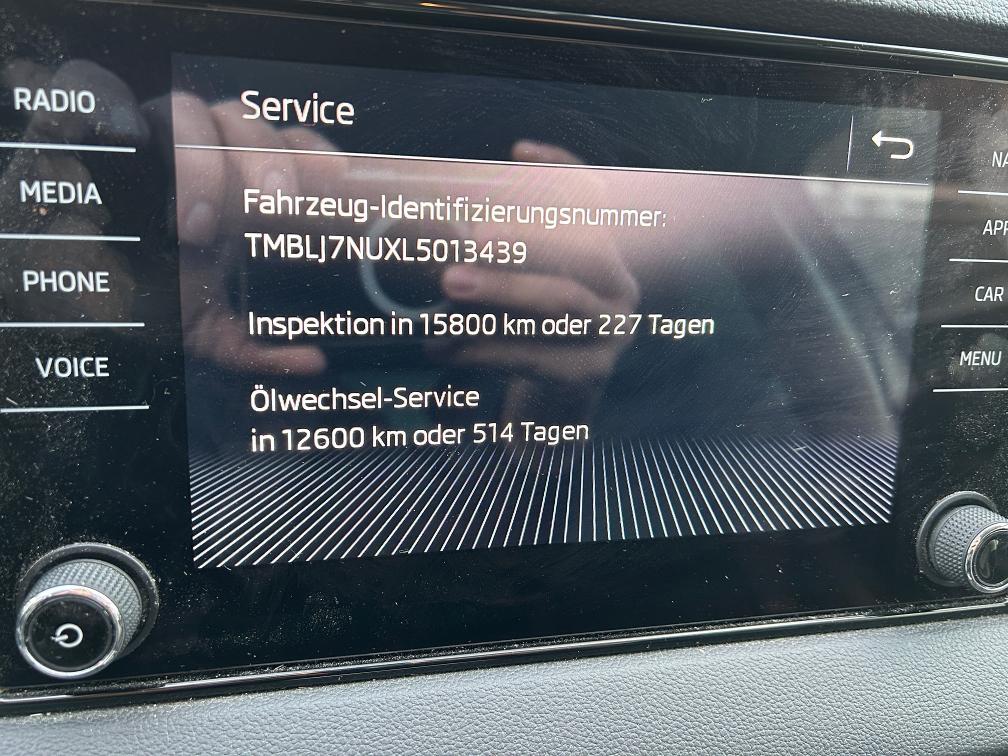 RADIO
MEDIA
PHONE
VOICE
Service
Fahrzeug-Identifizierungsnummer:
TMBLJ7NUXL5013439
Inspektion in 15800 km oder 227 Tagen
Ölwechsel-Service
in 12600 km oder 514 Tagen
NA
APP
CAR
MENU